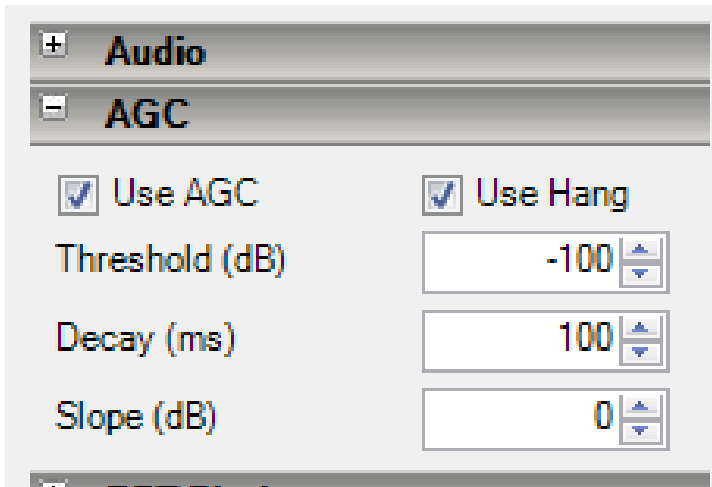 Audio
AGC
Use AGC Use Hang
Threshold (dB) -100
Decay (ms) 100
Slope (dB) 0